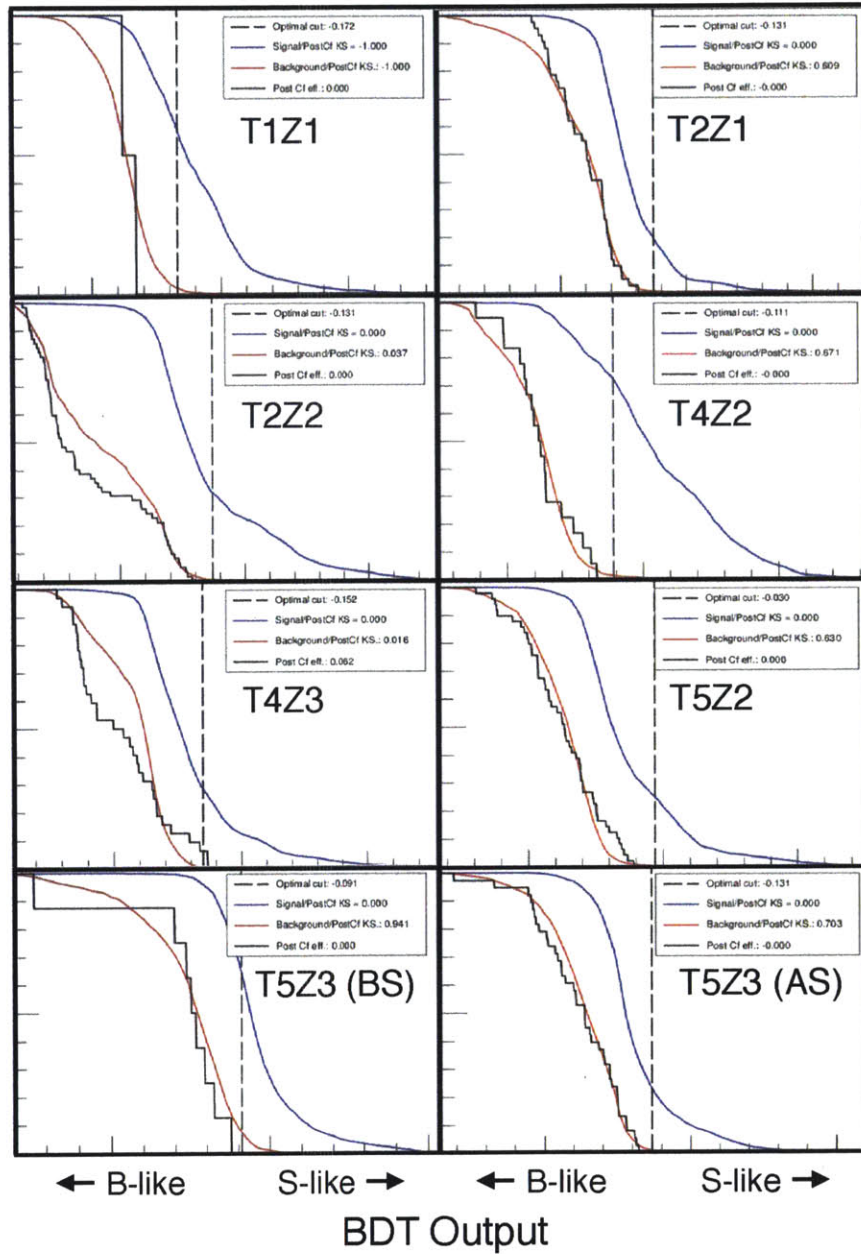 Optimal cut: -0.172
Signal/PostCf KS = -1.000
Background/PostCf KS.: -1.000
Post Cf eff.: 0.000
T1Z1
Optimal cut: -0.131
Signal/PostCf KS = 0.000
Background/PostCf KS.: 0.609
Post Cf eff.: -0.000
T2Z1
Optimal cut: -0.131
Signal/PostCf KS = 0.000
Background/PostCf KS.: 0.037
Post Cf eff.: 0.000
T2Z2
Optimal cut: -0.111
Signal/PostCf KS = 0.000
Background/PostCf KS.: 0.671
Post Cf eff.: -0.000
T4Z2
Optimal cut: -0.152
Signal/PostCf KS = 0.000
Background/PostCf KS.: 0.016
Post Cf eff.: 0.062
T4Z3
Optimal cut: -0.030
Signal/PostCf KS = 0.000
Background/PostCf KS.: 0.630
Post Cf eff.: 0.000
T5Z2
Optimal cut: -0.091
Signal/PostCf KS = 0.000
Background/PostCf KS.: 0.941
Post Cf eff.: 0.000
T5Z3 (BS)
Optimal cut: -0.131
Signal/PostCf KS = 0.000
Background/PostCf KS.: 0.703
Post Cf eff.: -0.000
T5Z3 (AS)
← B-like S-like →
← B-like S-like →
BDT Output